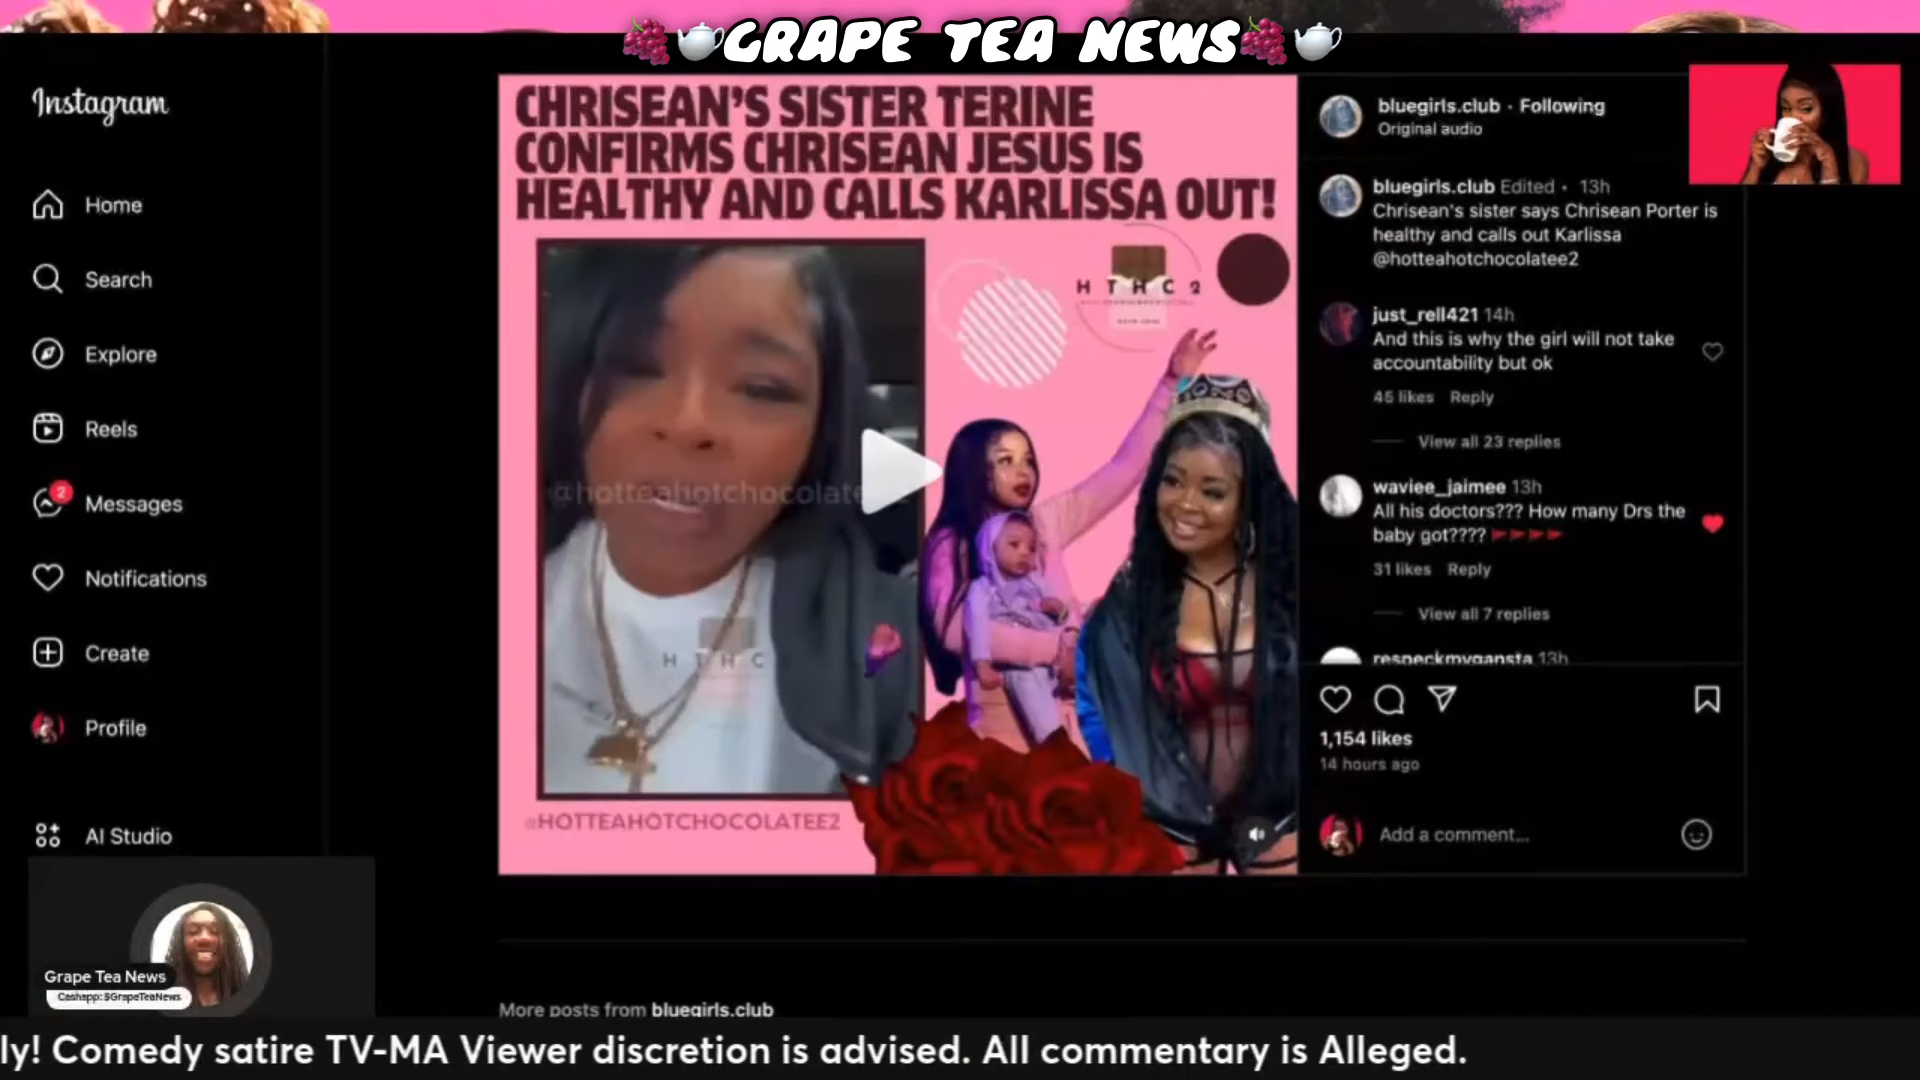 GRAPE TEA NEWS
Instagram
Home
Search
Explore
Reels
2
Messages
Notifications
Create
Profile
AI Studio
CHRISEAN'S SISTER TERINE
CONFIRMS CHRISEAN JESUS IS
HEALTHY AND CALLS KARLISSA OUT!
H T H C 2
@hotteahotchocolate
H T H C
@HOTTEAHOTCHOCOLATEE2
bluegirls.club • Following
Original audio
bluegirls.club Edited • 13h
Chrisean's sister says Chrisean Porter is
healthy and calls out Karlissa
@hotteahotchocolatee2
just_rell421 14h
And this is why the girl will not take
accountability but ok
45 likes Reply
View all 23 replies
waviee_jaimee 13h
All his doctors??? How many Drs the
baby got????
31 likes Reply
View all 7 replies
respeckmygansta 13h
1,154 likes
14 hours ago
Add a comment...
Grape Tea News
Cashapp: $GrapeTeaNews
More posts from bluegirls.club
ly! Comedy satire TV-MA Viewer discretion is advised. All commentary is Alleged.